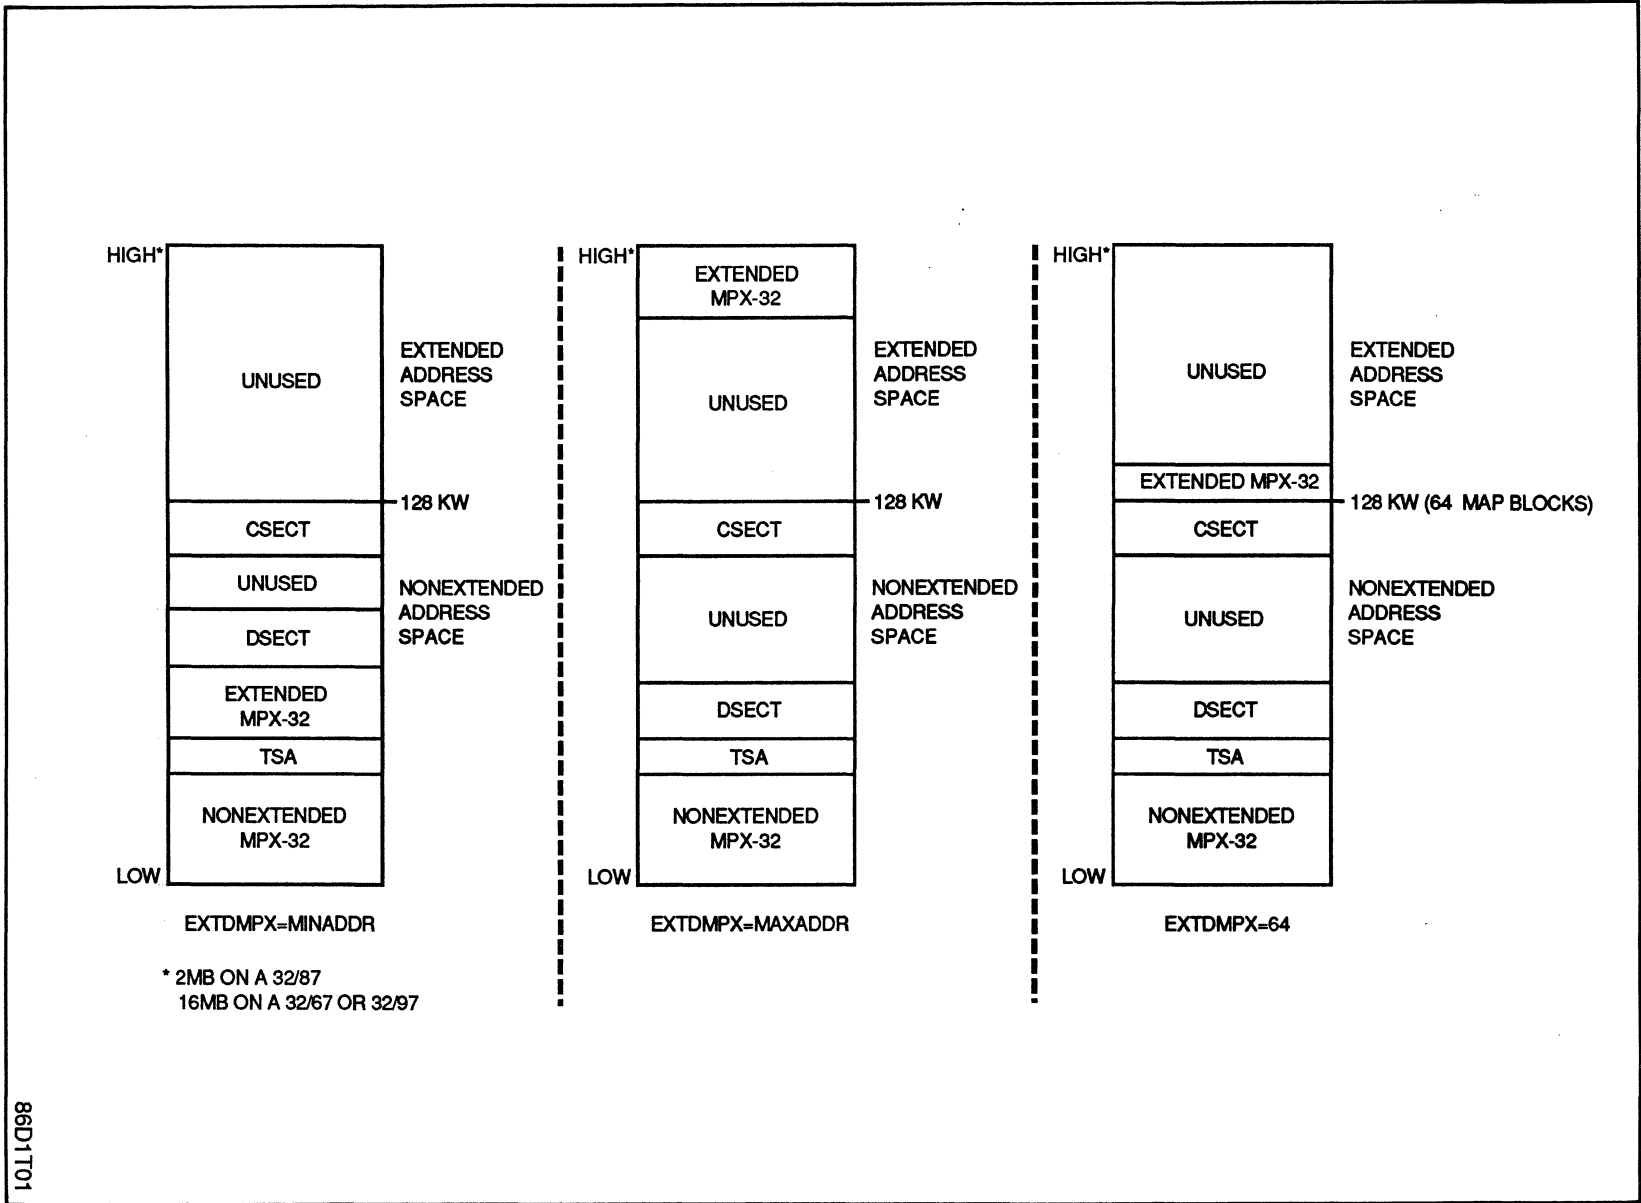 HIGH*
UNUSED
EXTENDED
ADDRESS
SPACE
128 KW
CSECT
UNUSED
DSECT
NONEXTENDED
ADDRESS
SPACE
EXTENDED
MPX-32
TSA
NONEXTENDED
MPX-32
LOW
EXTDMPX=MINADDR
* 2MB ON A 32/87
16MB ON A 32/67 OR 32/97
HIGH*
EXTENDED
MPX-32
UNUSED
EXTENDED
ADDRESS
SPACE
128 KW
CSECT
UNUSED
NONEXTENDED
ADDRESS
SPACE
DSECT
TSA
NONEXTENDED
MPX-32
LOW
EXTDMPX=MAXADDR
HIGH*
UNUSED
EXTENDED
ADDRESS
SPACE
EXTENDED MPX-32
128 KW (64 MAP BLOCKS)
CSECT
UNUSED
NONEXTENDED
ADDRESS
SPACE
DSECT
TSA
NONEXTENDED
MPX-32
LOW
EXTDMPX=64
86D1T01